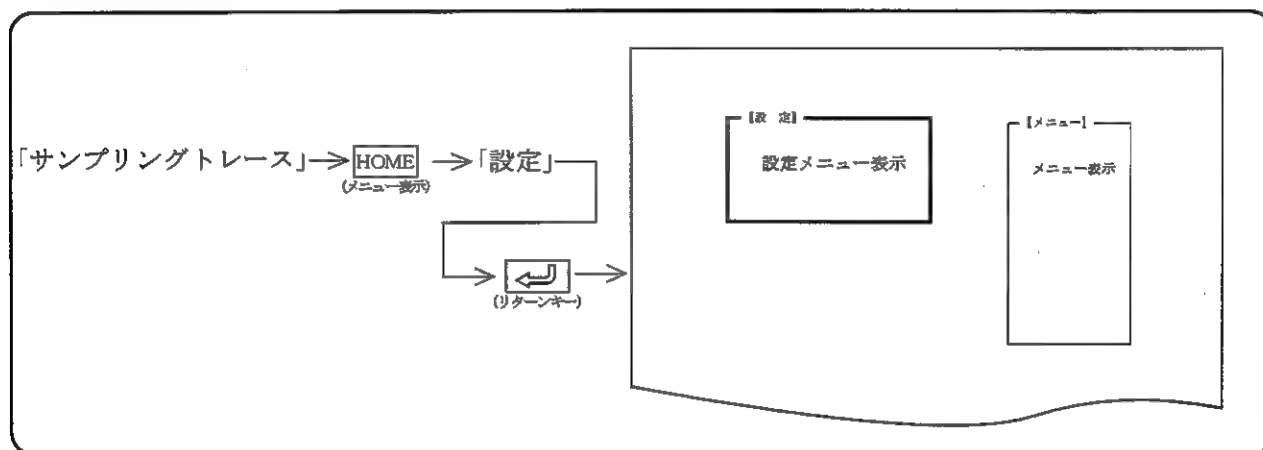 「サンプリングトレース」→HOME→「設定」
(メニュー表示)
(リターンキー)
【設 定】
設定メニュー表示
【メニュー】
メニュー表示